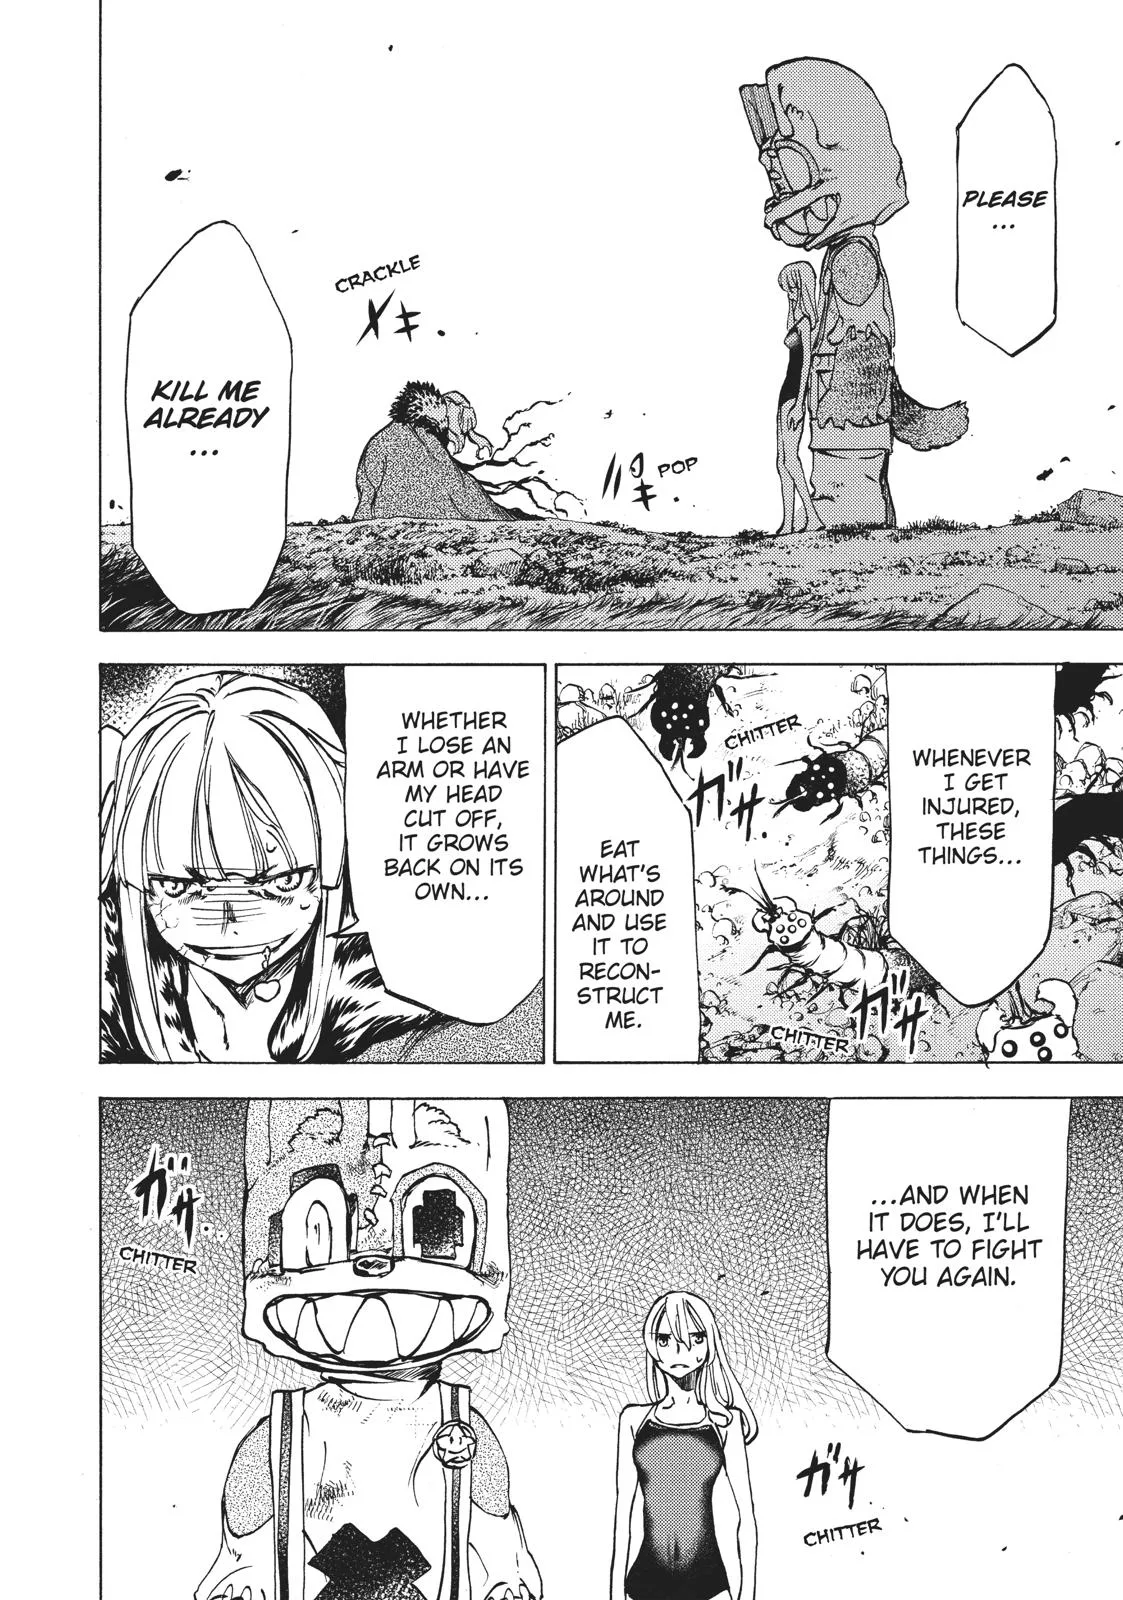 PLEASE
...
CRACKLE
メキ.
KILL ME
ALREADY
...
パキ.
POP
WHENEVER
I GET
INJURED,
THESE
THINGS...
CHITTER
ガサ.
EAT
WHAT'S
AROUND
AND USE
IT TO
RECON-
STRUCT
ME.
ガサ
CHITTER
WHETHER
I LOSE AN
ARM OR HAVE
MY HEAD
CUT OFF,
IT GROWS
BACK ON ITS
OWN...
...AND WHEN
IT DOES, I'LL
HAVE TO FIGHT
YOU AGAIN.
ガサ...
CHITTER
ガサ
CHITTER